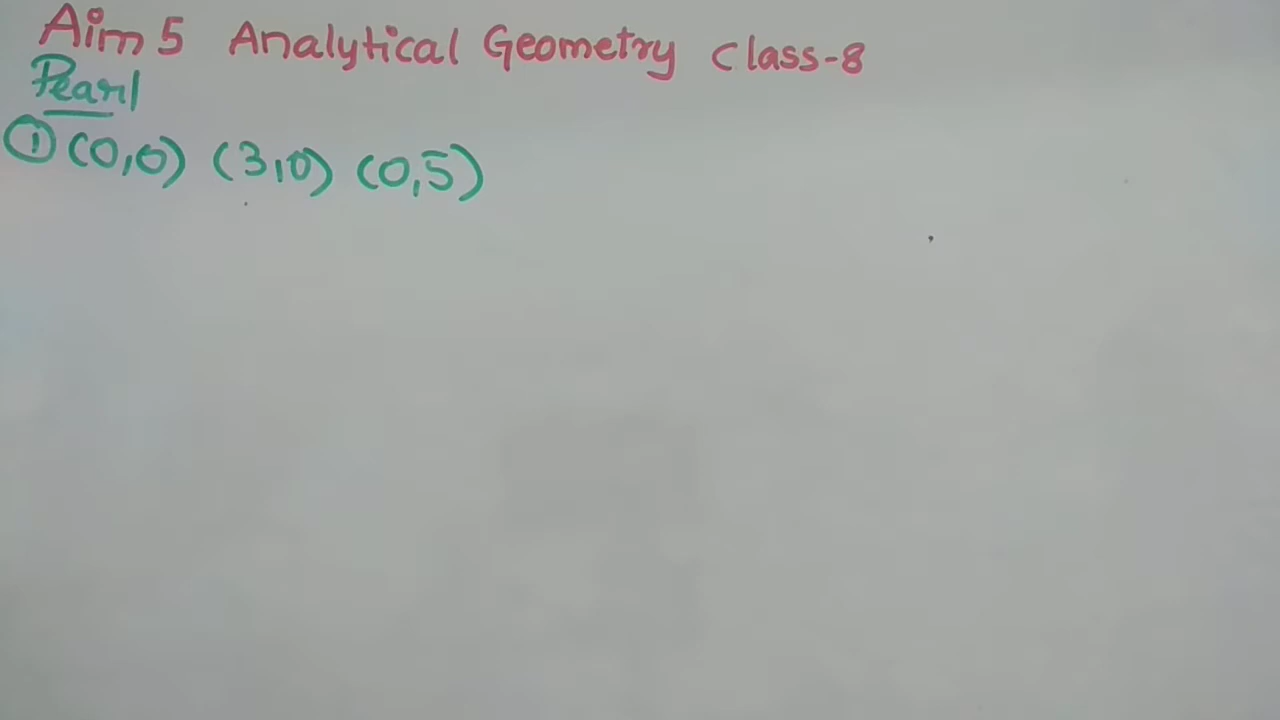 Aim 5 Analytical Geometry Class-8
Pearl
① (0,0) (3,0) (0,5)